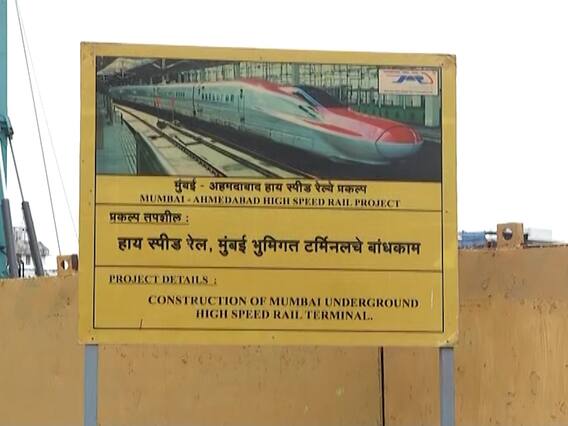 मुंबई - अहमदाबाद हाय स्पीड रेल्वे प्रकल्प
MUMBAI - AHMEDABAD HIGH SPEED RAIL PROJECT
प्रकल्प तपशील :
हाय स्पीड रेल, मुंबई भुमिगत टर्मिनलचे बांधकाम
PROJECT DETAILS :
CONSTRUCTION OF MUMBAI UNDERGROUND
HIGH SPEED RAIL TERMINAL.